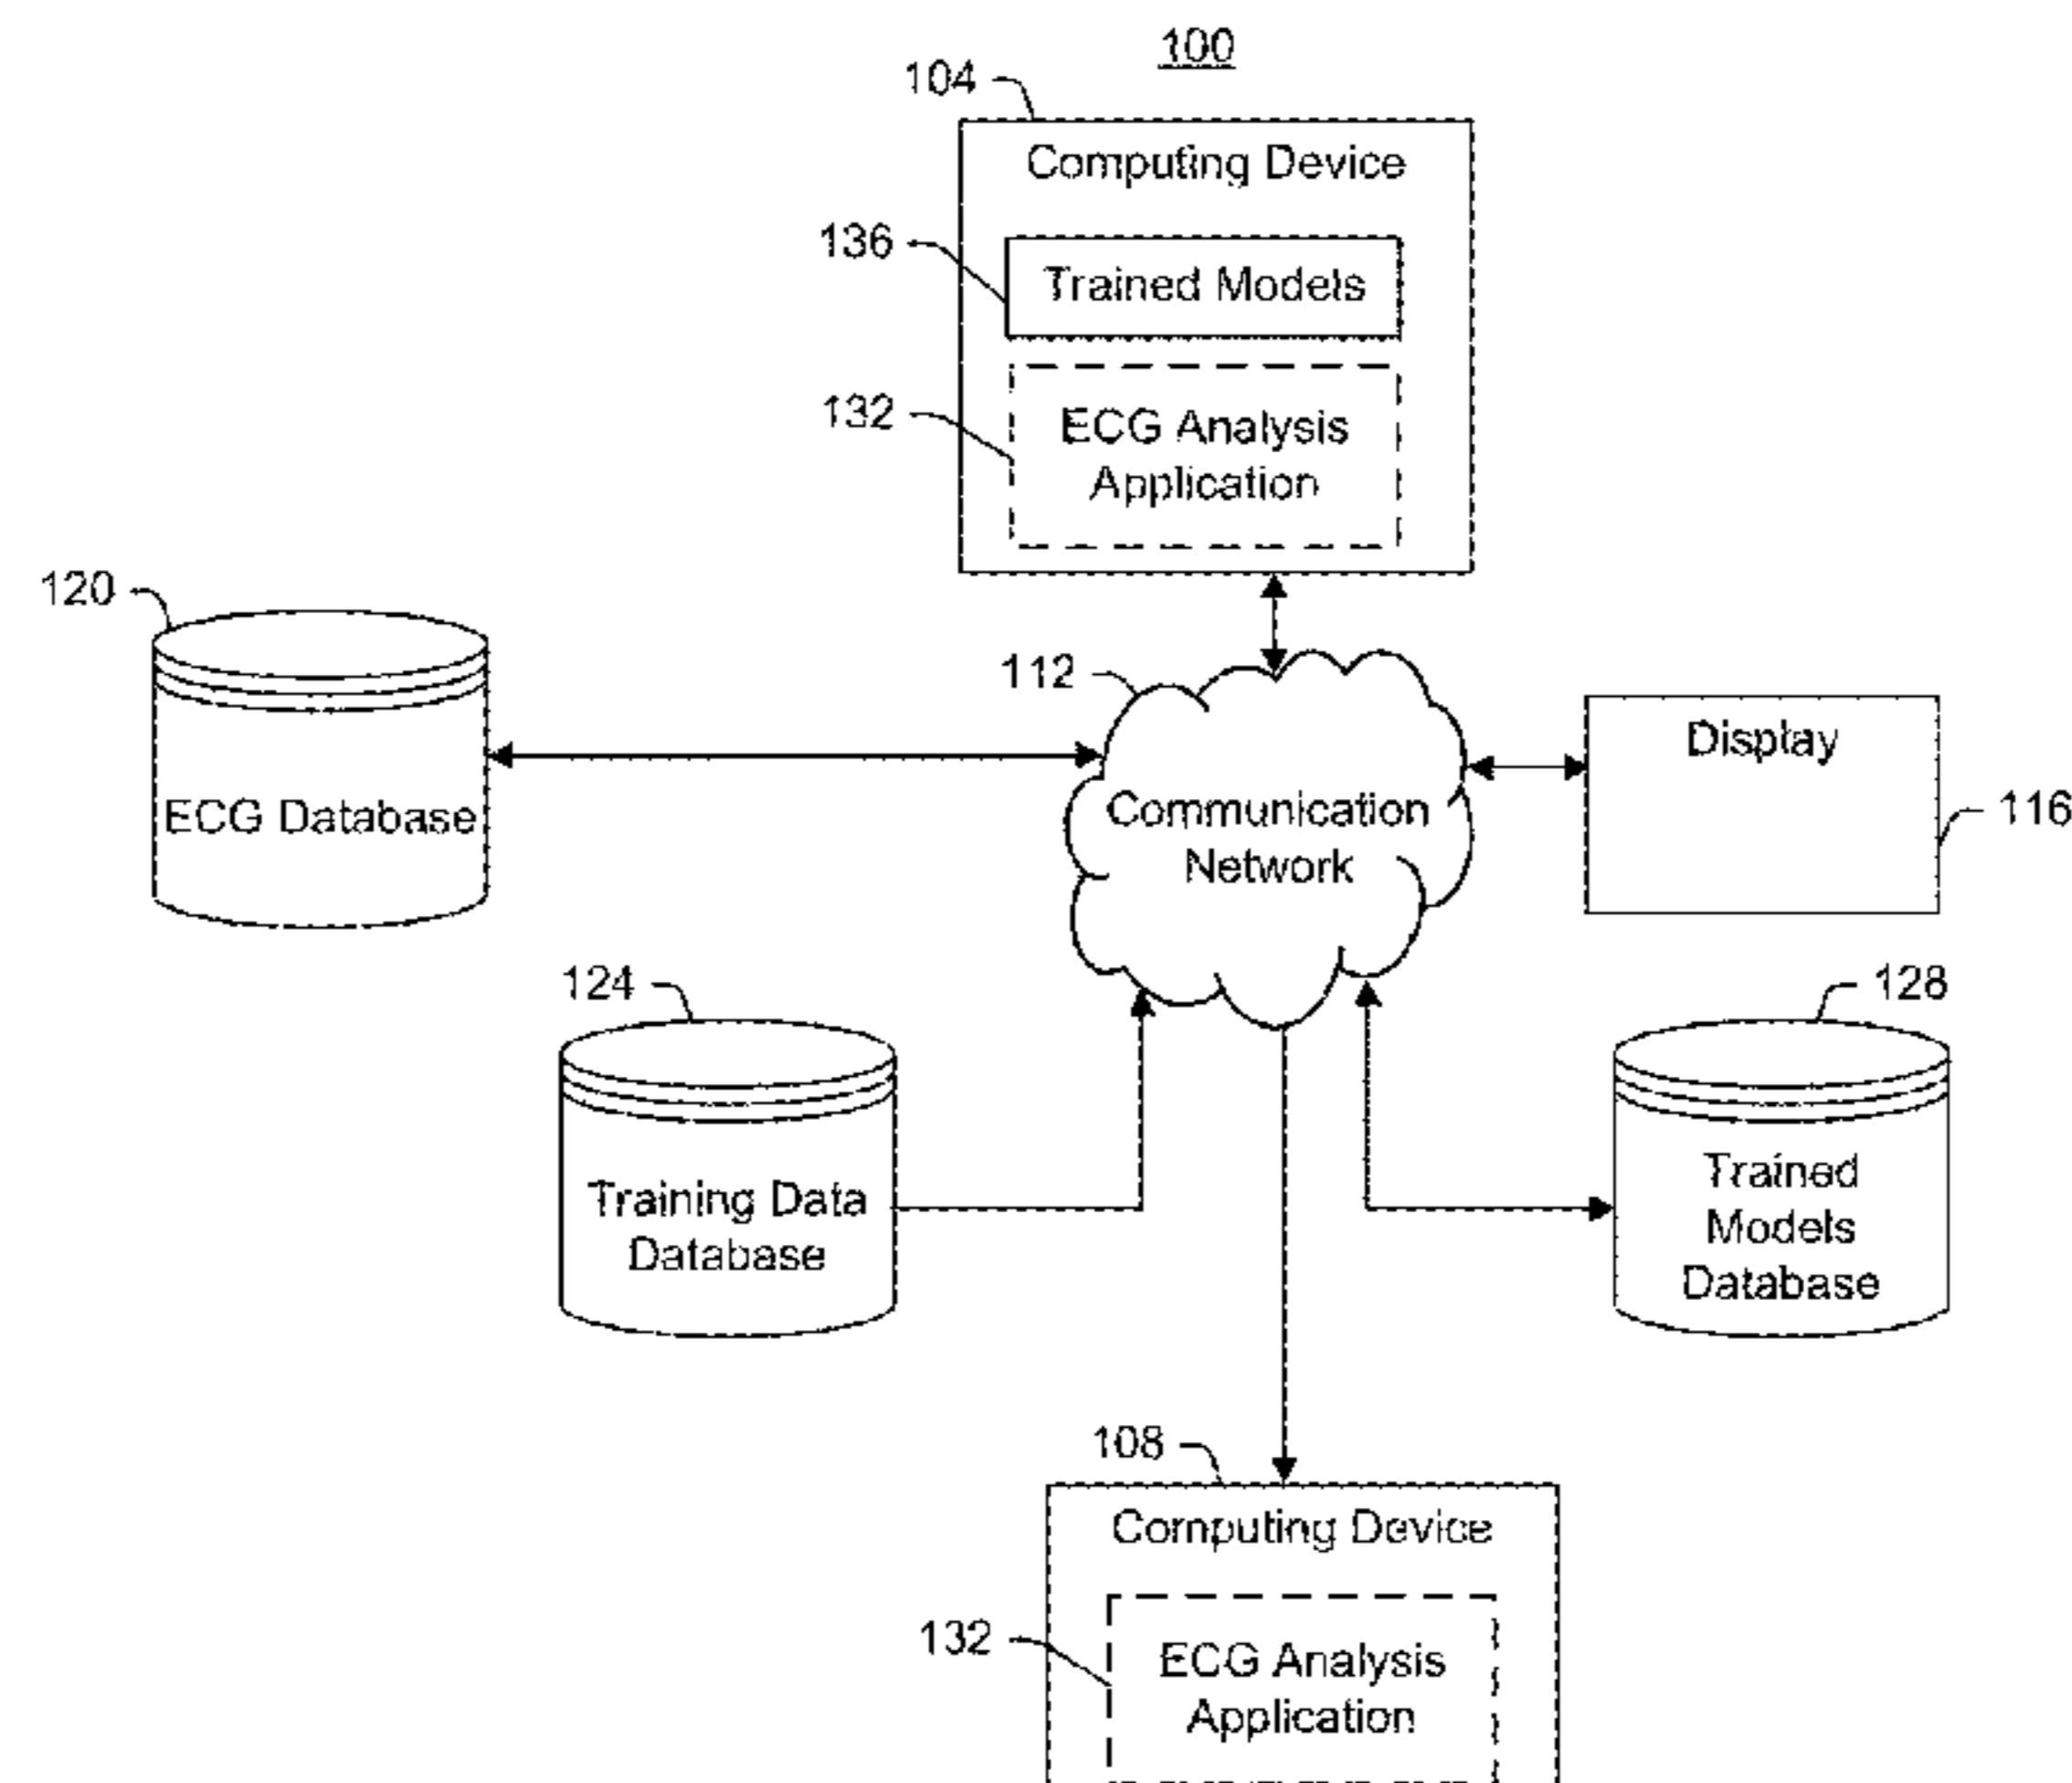 100
104
Computing Device
136
Trained Models
132
ECG Analysis
Application
120
112
Display
ECG Database
Communication
Network
116
124
128
Training Data
Database
Trained
Models
Database
108
Computing Device
132
ECG Analysis
Application